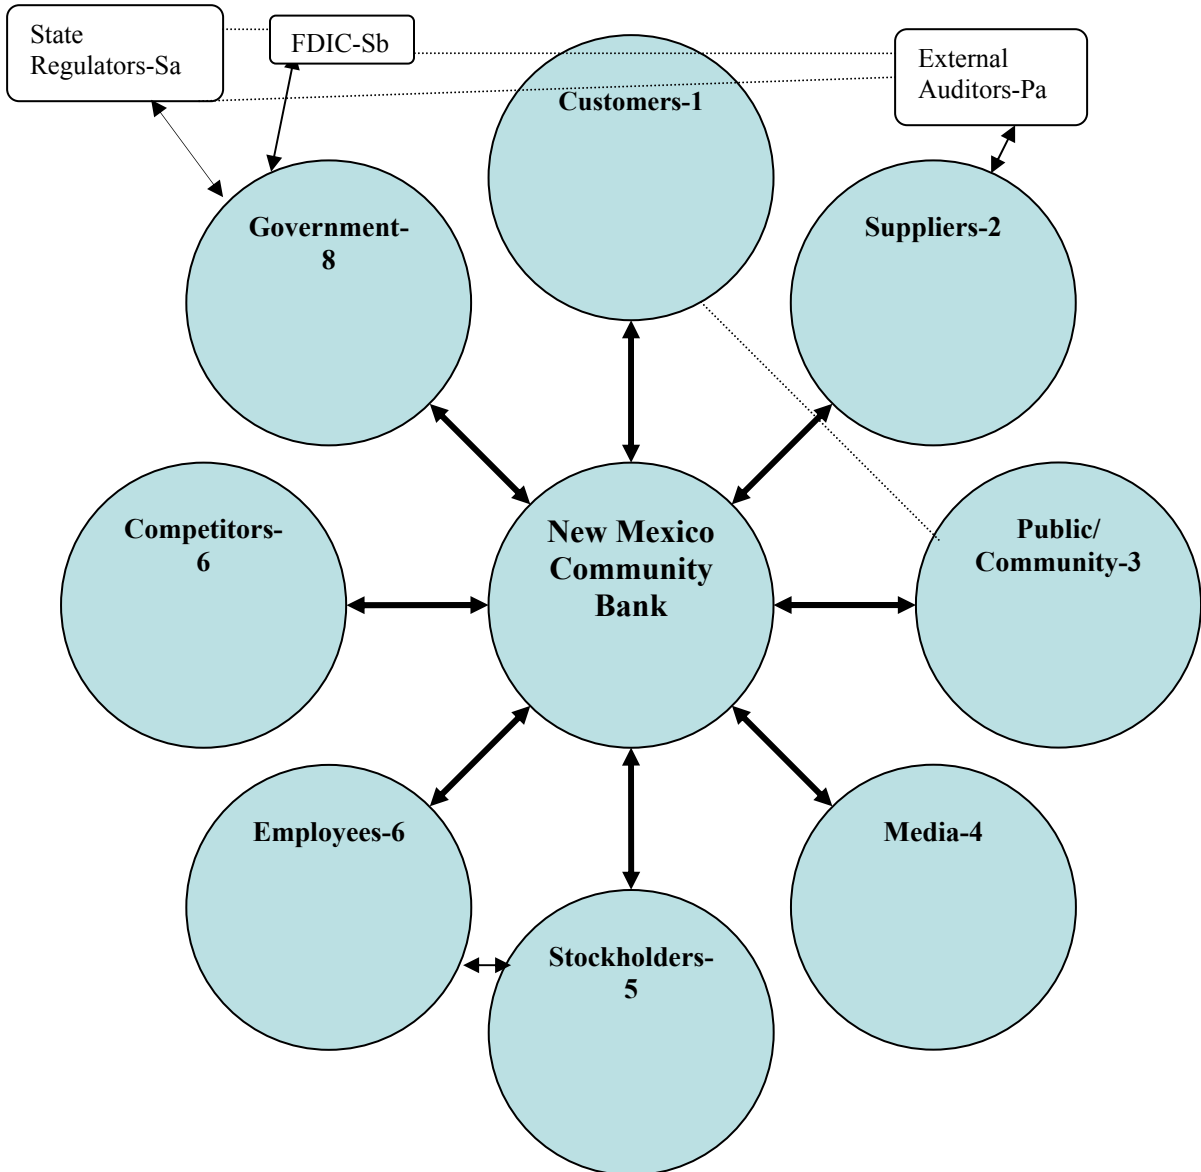 State
Regulators-Sa
FDIC-Sb
External
Auditors-Pa
Customers-1
Government-
8
Suppliers-2
Competitors-
6
New Mexico
Community
Bank
Public/
Community-3
Employees-6
Media-4
Stockholders-
5